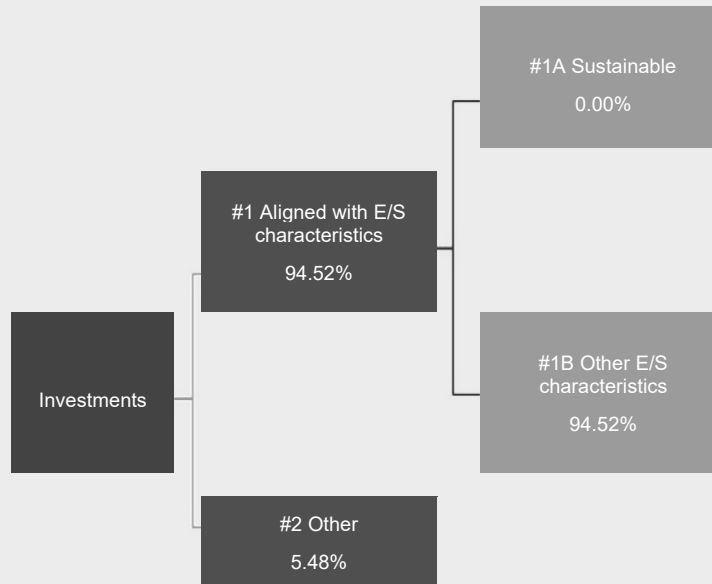 #1A Sustainable
0.00%
#1 Aligned with E/S
characteristics
94.52%
Investments
#1B Other E/S
characteristics
94.52%
#2 Other
5.48%